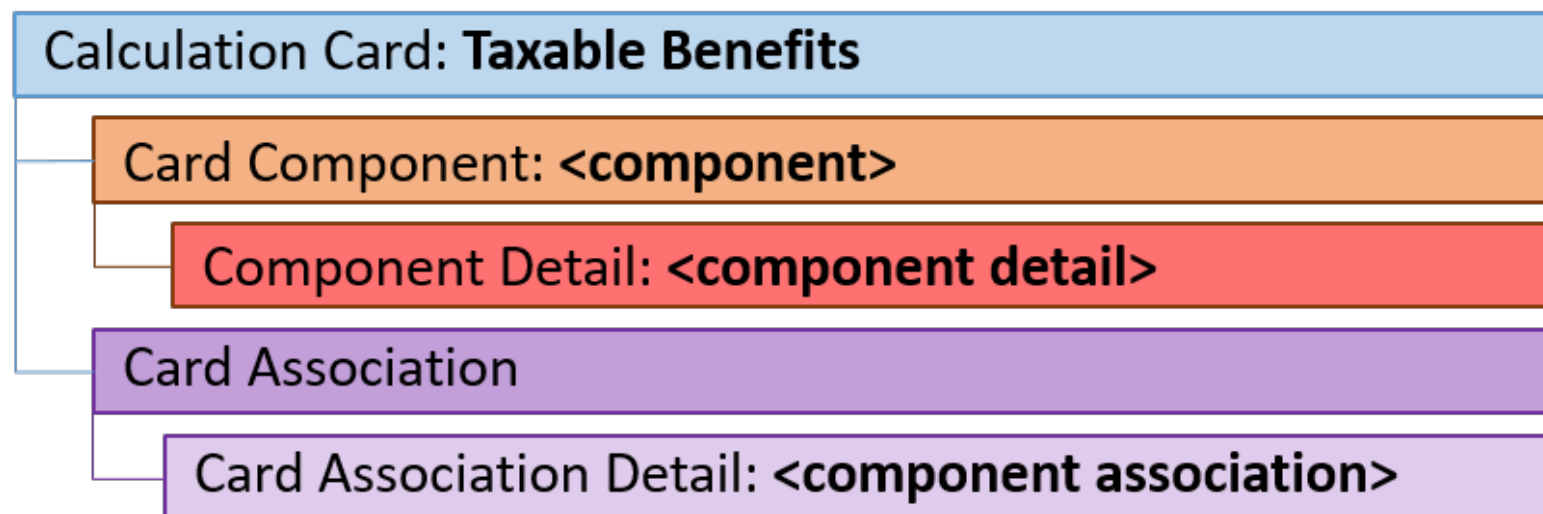 Calculation Card: Taxable Benefits
Card Component: <component>
Component Detail: <component detail>
Card Association
Card Association Detail: <component association>